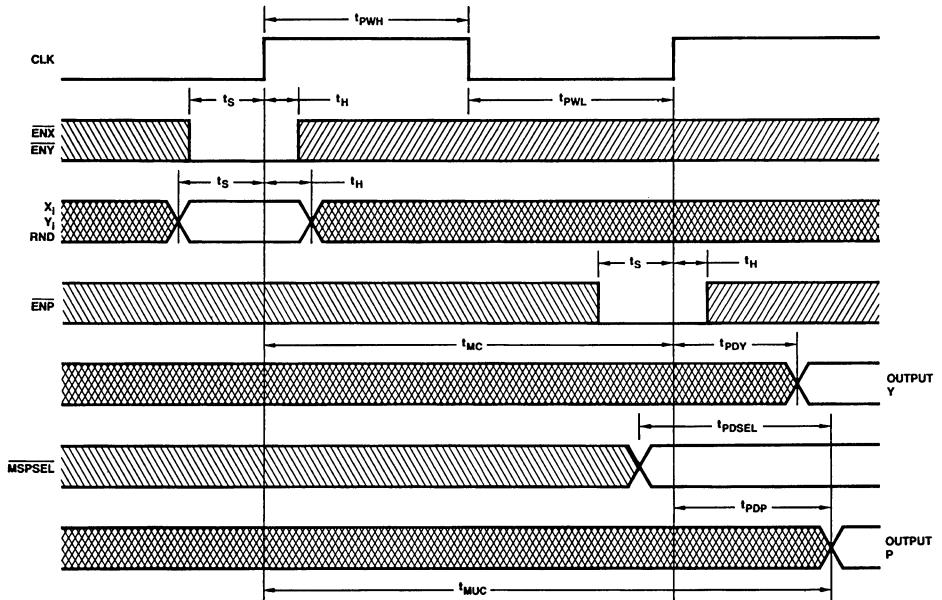 tPWH
CLK
tS
tH
tPWL
ENX
ENY
tS
tH
Xi
Yi
RND
tS
tH
ENP
tMC
tPDY
OUTPUT
Y
tPDSEL
MSPSEL
tPDP
OUTPUT
P
tMUC